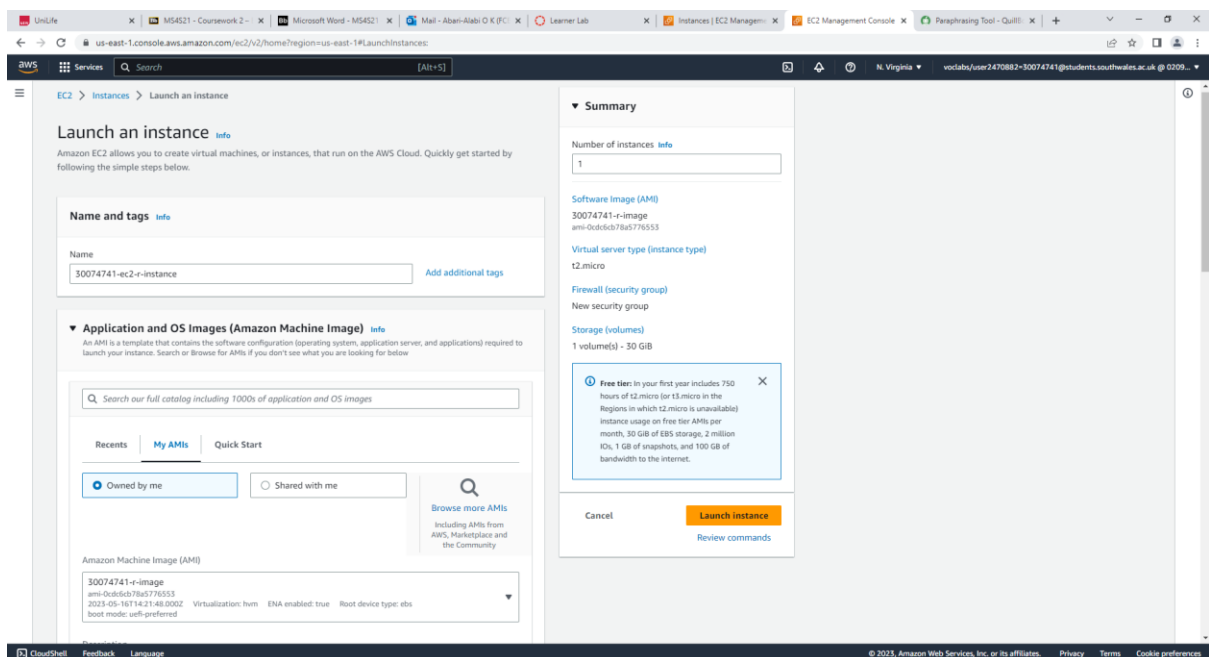 UniLife
MS4S21 - Coursework 2 -
Microsoft Word - MS4S21
Mail - Abari-Alabi O K (FC
Learner Lab
Instances | EC2 Managem
EC2 Management Console
Paraphrasing Tool - Quill
us-east-1.console.aws.amazon.com/ec2/v2/home?region=us-east-1#LaunchInstances:
aws
Services
Search
[Alt+S]
N. Virginia
voclabs/user2470882=30074741@students.southwales.ac.uk @ 0209...
EC2 > Instances > Launch an instance
Launch an instance Info
Amazon EC2 allows you to create virtual machines, or instances, that run on the AWS Cloud. Quickly get started by
following the simple steps below.
Name and tags Info
Name
30074741-ec2-r-instance
Add additional tags
Application and OS Images (Amazon Machine Image) Info
An AMI is a template that contains the software configuration (operating system, application server, and applications) required to
launch your instance. Search or Browse for AMIs if you don't see what you are looking for below
Search our full catalog including 1000s of application and OS images
Recents
My AMIs
Quick Start
Owned by me
Shared with me
Browse more AMIs
Including AMIs from
AWS, Marketplace and
the Community
Amazon Machine Image (AMI)
30074741-r-image
ami-0cdc6cb78a5776553
2023-05-16T14:21:48.000Z Virtualization: hvm ENA enabled: true Root device type: ebs
boot mode: uefi-preferred
Summary
Number of instances Info
1
Software Image (AMI)
30074741-r-image
ami-0cdc6cb78a5776553
Virtual server type (instance type)
t2.micro
Firewall (security group)
New security group
Storage (volumes)
1 volume(s) - 30 GiB
Free tier: In your first year includes 750
hours of t2.micro (or t3.micro in the
Regions in which t2.micro is unavailable)
instance usage on free tier AMIs per
month, 30 GiB of EBS storage, 2 million
IOs, 1 GB of snapshots, and 100 GB of
bandwidth to the internet.
Cancel
Launch instance
Review commands
CloudShell
Feedback
Language
© 2023, Amazon Web Services, Inc. or its affiliates.
Privacy
Terms
Cookie preferences